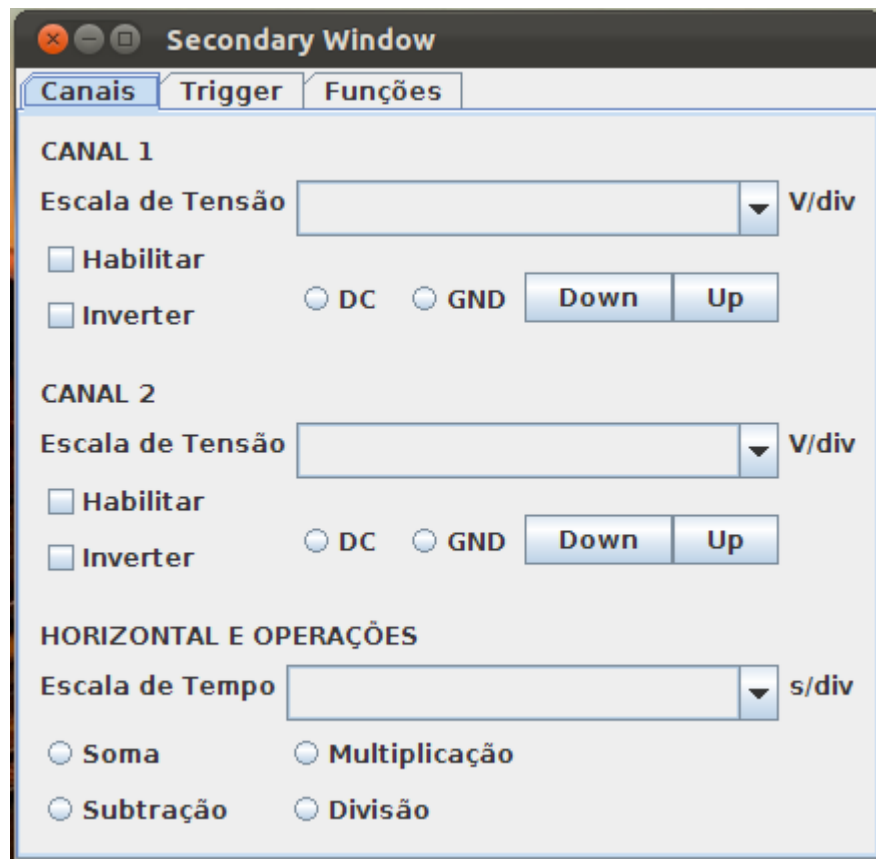 Secondary Window
Canais Trigger Funções
CANAL 1
Escala de Tensão V/div
Habilitar
DC GND Down Up
Inverter
CANAL 2
Escala de Tensão V/div
Habilitar
DC GND Down Up
Inverter
HORIZONTAL E OPERAÇÕES
Escala de Tempo s/div
Soma Multiplicação
Subtração Divisão